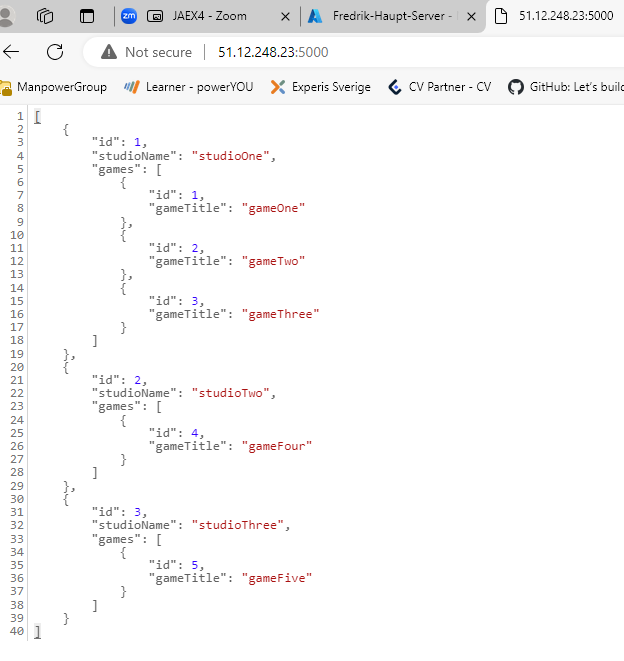 zm JAEX4 - Zoom Fredrik-Haupt-Server - 51.12.248.23:5000
Not secure 51.12.248.23:5000
ManpowerGroup Learner - powerYOU Experis Sverige CV Partner - CV GitHub: Let's build
1 [
2 {
3 "id": 1,
4 "studioName": "studioOne",
5 "games": [
6 {
7 "id": 1,
8 "gameTitle": "gameOne"
9 },
10 {
11 "id": 2,
12 "gameTitle": "gameTwo"
13 },
14 {
15 "id": 3,
16 "gameTitle": "gameThree"
17 }
18 ]
19 },
20 {
21 "id": 2,
22 "studioName": "studioTwo",
23 "games": [
24 {
25 "id": 4,
26 "gameTitle": "gameFour"
27 }
28 ]
29 },
30 {
31 "id": 3,
32 "studioName": "studioThree",
33 "games": [
34 {
35 "id": 5,
36 "gameTitle": "gameFive"
37 }
38 ]
39 }
40 ]